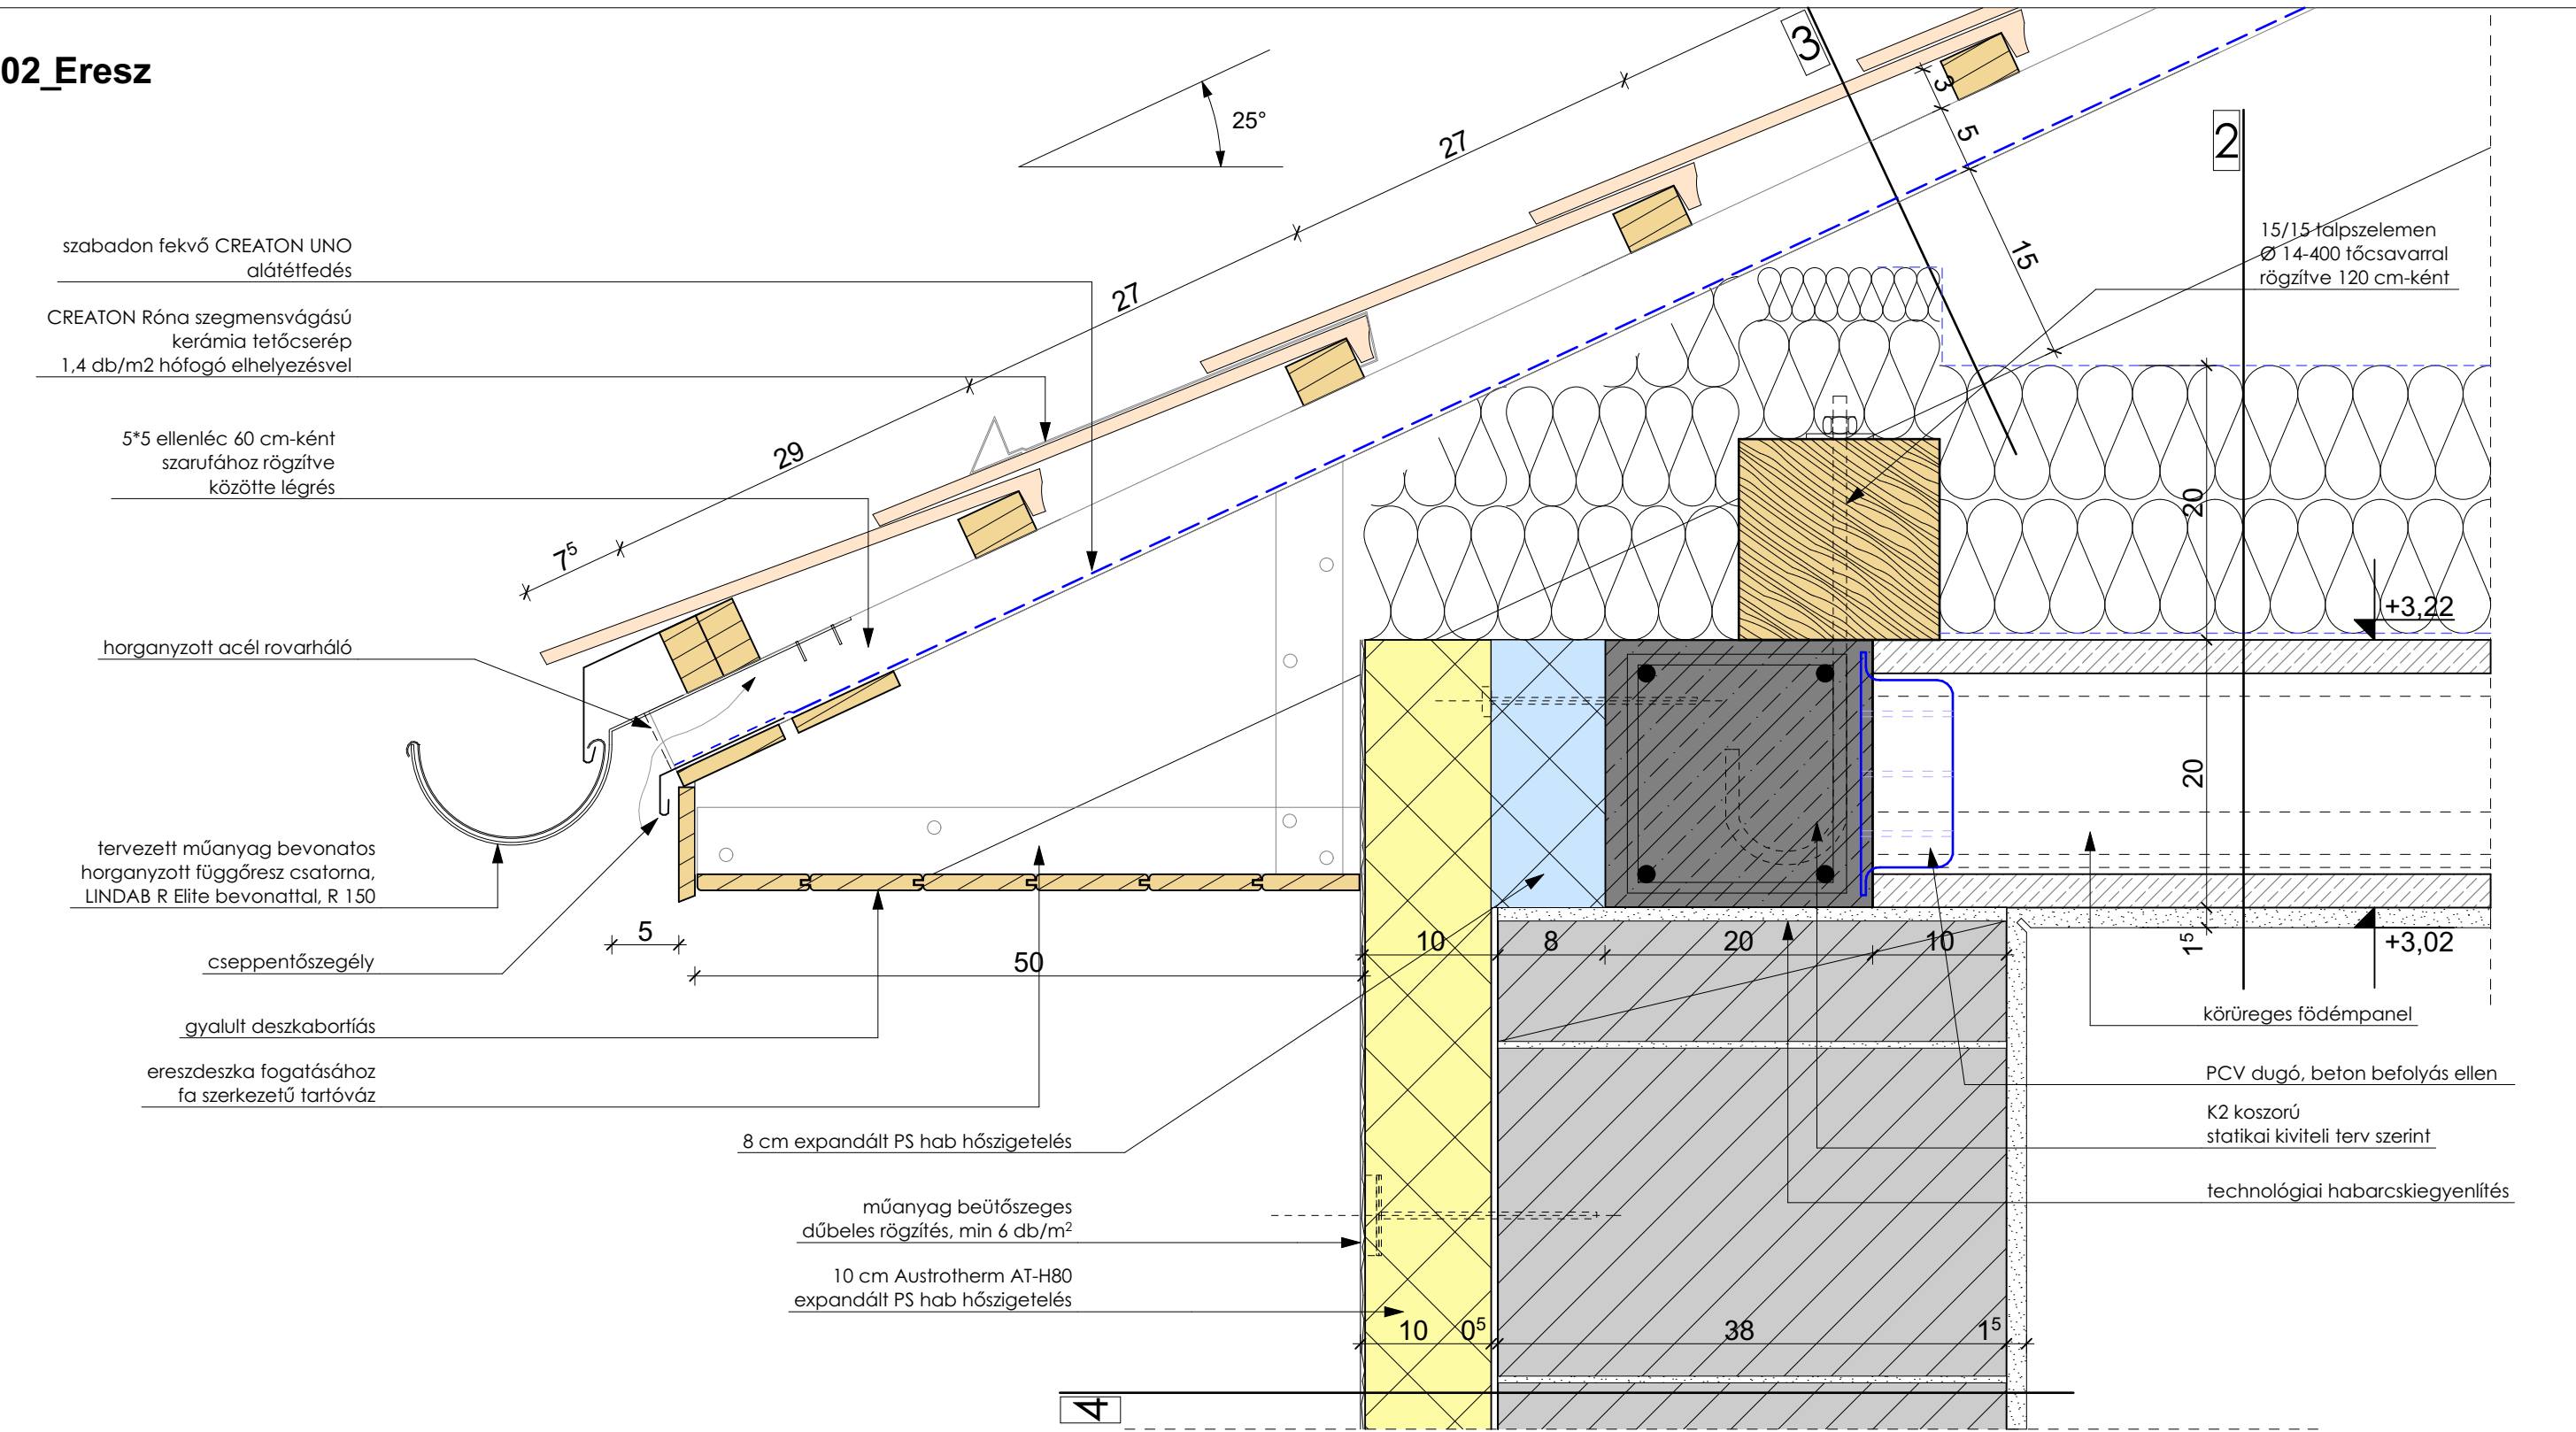 02_Eresz
25°
3
2
27
27
29
7⁵
3
5
15
szabadon fekvő CREATON UNO
alátétfedés
CREATON Róna szegmensvágású
kerámia tetőcserép
1,4 db/m2 hófogó elhelyezésvel
5*5 ellenléc 60 cm-ként
szarufához rögzítve
közötte légrés
horganyzott acél rovarháló
tervezett műanyag bevonatos
horganyzott függőresz csatorna,
LINDAB R Elite bevonattal, R 150
cseppentőszegély
gyalult deszkabortíás
ereszdeszka fogatásához
fa szerkezetű tartóváz
8 cm expandált PS hab hőszigetelés
műanyag beütőszeges
dűbeles rögzítés, min 6 db/m²
10 cm Austrotherm AT-H80
expandált PS hab hőszigetelés
15/15 talpszelemen
Ø 14-400 tőcsavarral
rögzítve 120 cm-ként
20
+3,22
20
1⁵
+3,02
5
50
10
8
20
10
körüreges födémpanel
PCV dugó, beton befolyás ellen
K2 koszorú
statikai kiviteli terv szerint
technológiai habarcskiegyenlítés
10
0⁵
38
1⁵
4